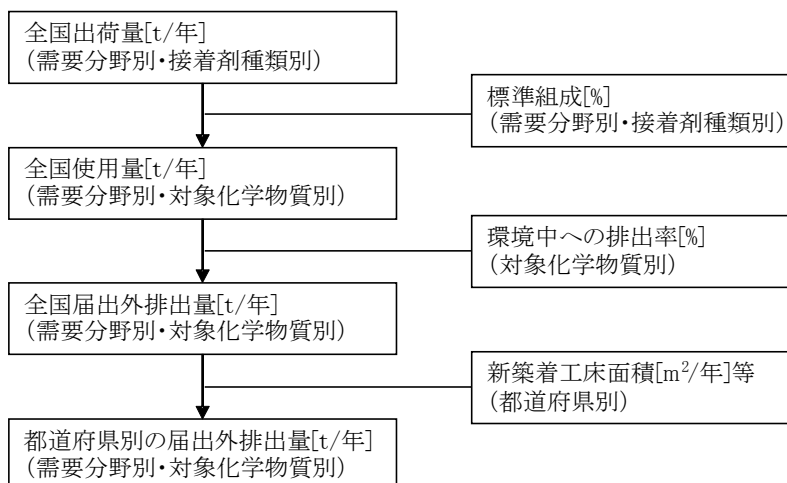 全国出荷量[t/年]
(需要分野別・接着剤種類別)
標準組成[%]
(需要分野別・接着剤種類別)
全国使用量[t/年]
(需要分野別・対象化学物質別)
環境中への排出率[%]
(対象化学物質別)
全国届出外排出量[t/年]
(需要分野別・対象化学物質別)
新築着工床面積[m²/年]等
(都道府県別)
都道府県別の届出外排出量[t/年]
(需要分野別・対象化学物質別)